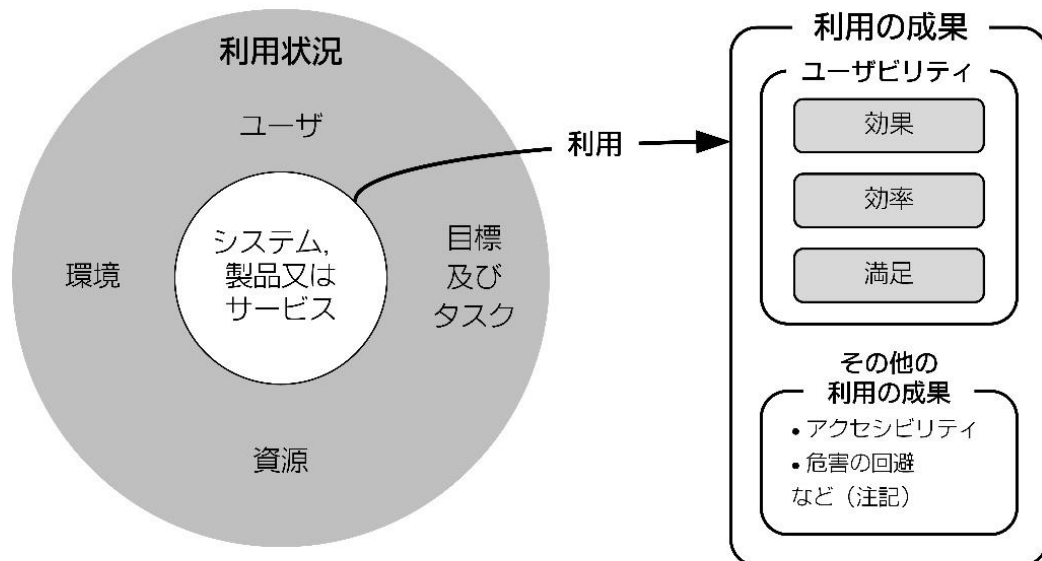 利用状況
ユーザ
環境
システム,
製品又は
サービス
目標
及び
タスク
資源
利用
利用の成果
ユーザビリティ
効果
効率
満足
その他の
利用の成果
• アクセシビリティ
• 危害の回避
など（注記）